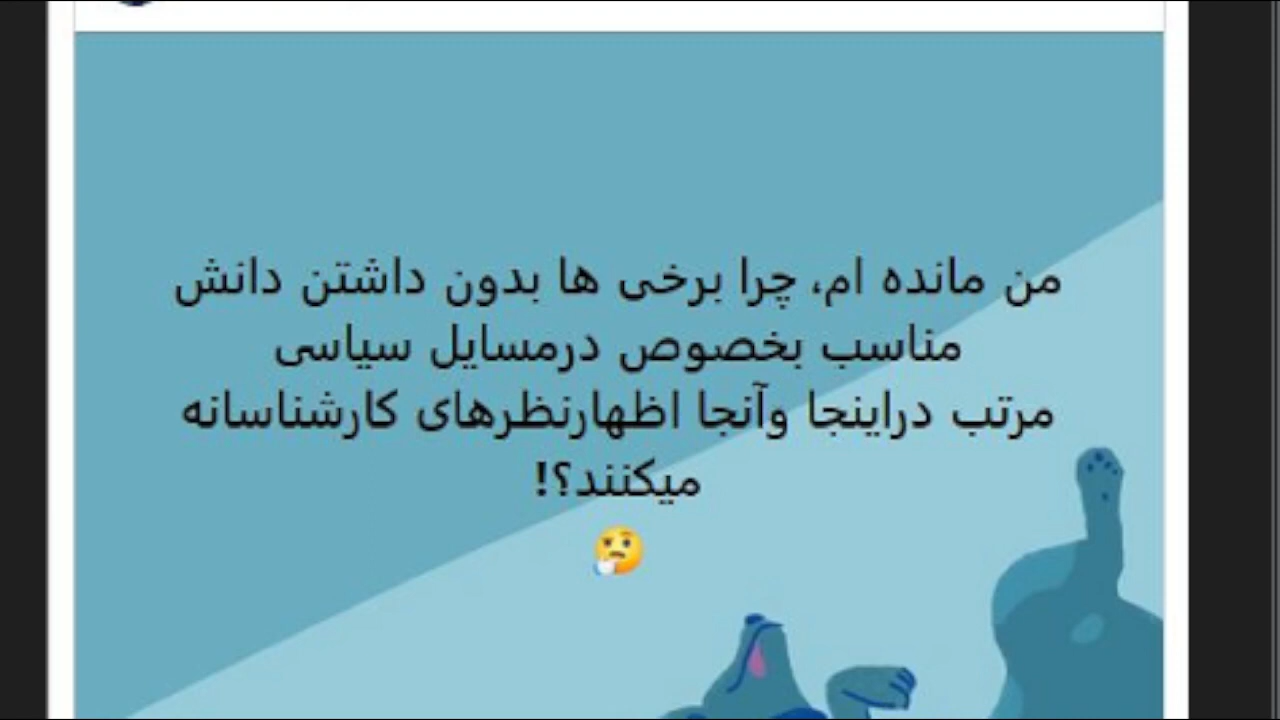 من مانده ام، چرا برخی ها بدون داشتن دانش
مناسب بخصوص درمسایل سیاسی
مرتب دراینجا وآنجا اظهارنظرهای کارشناسانه
میکنند؟!
🤔